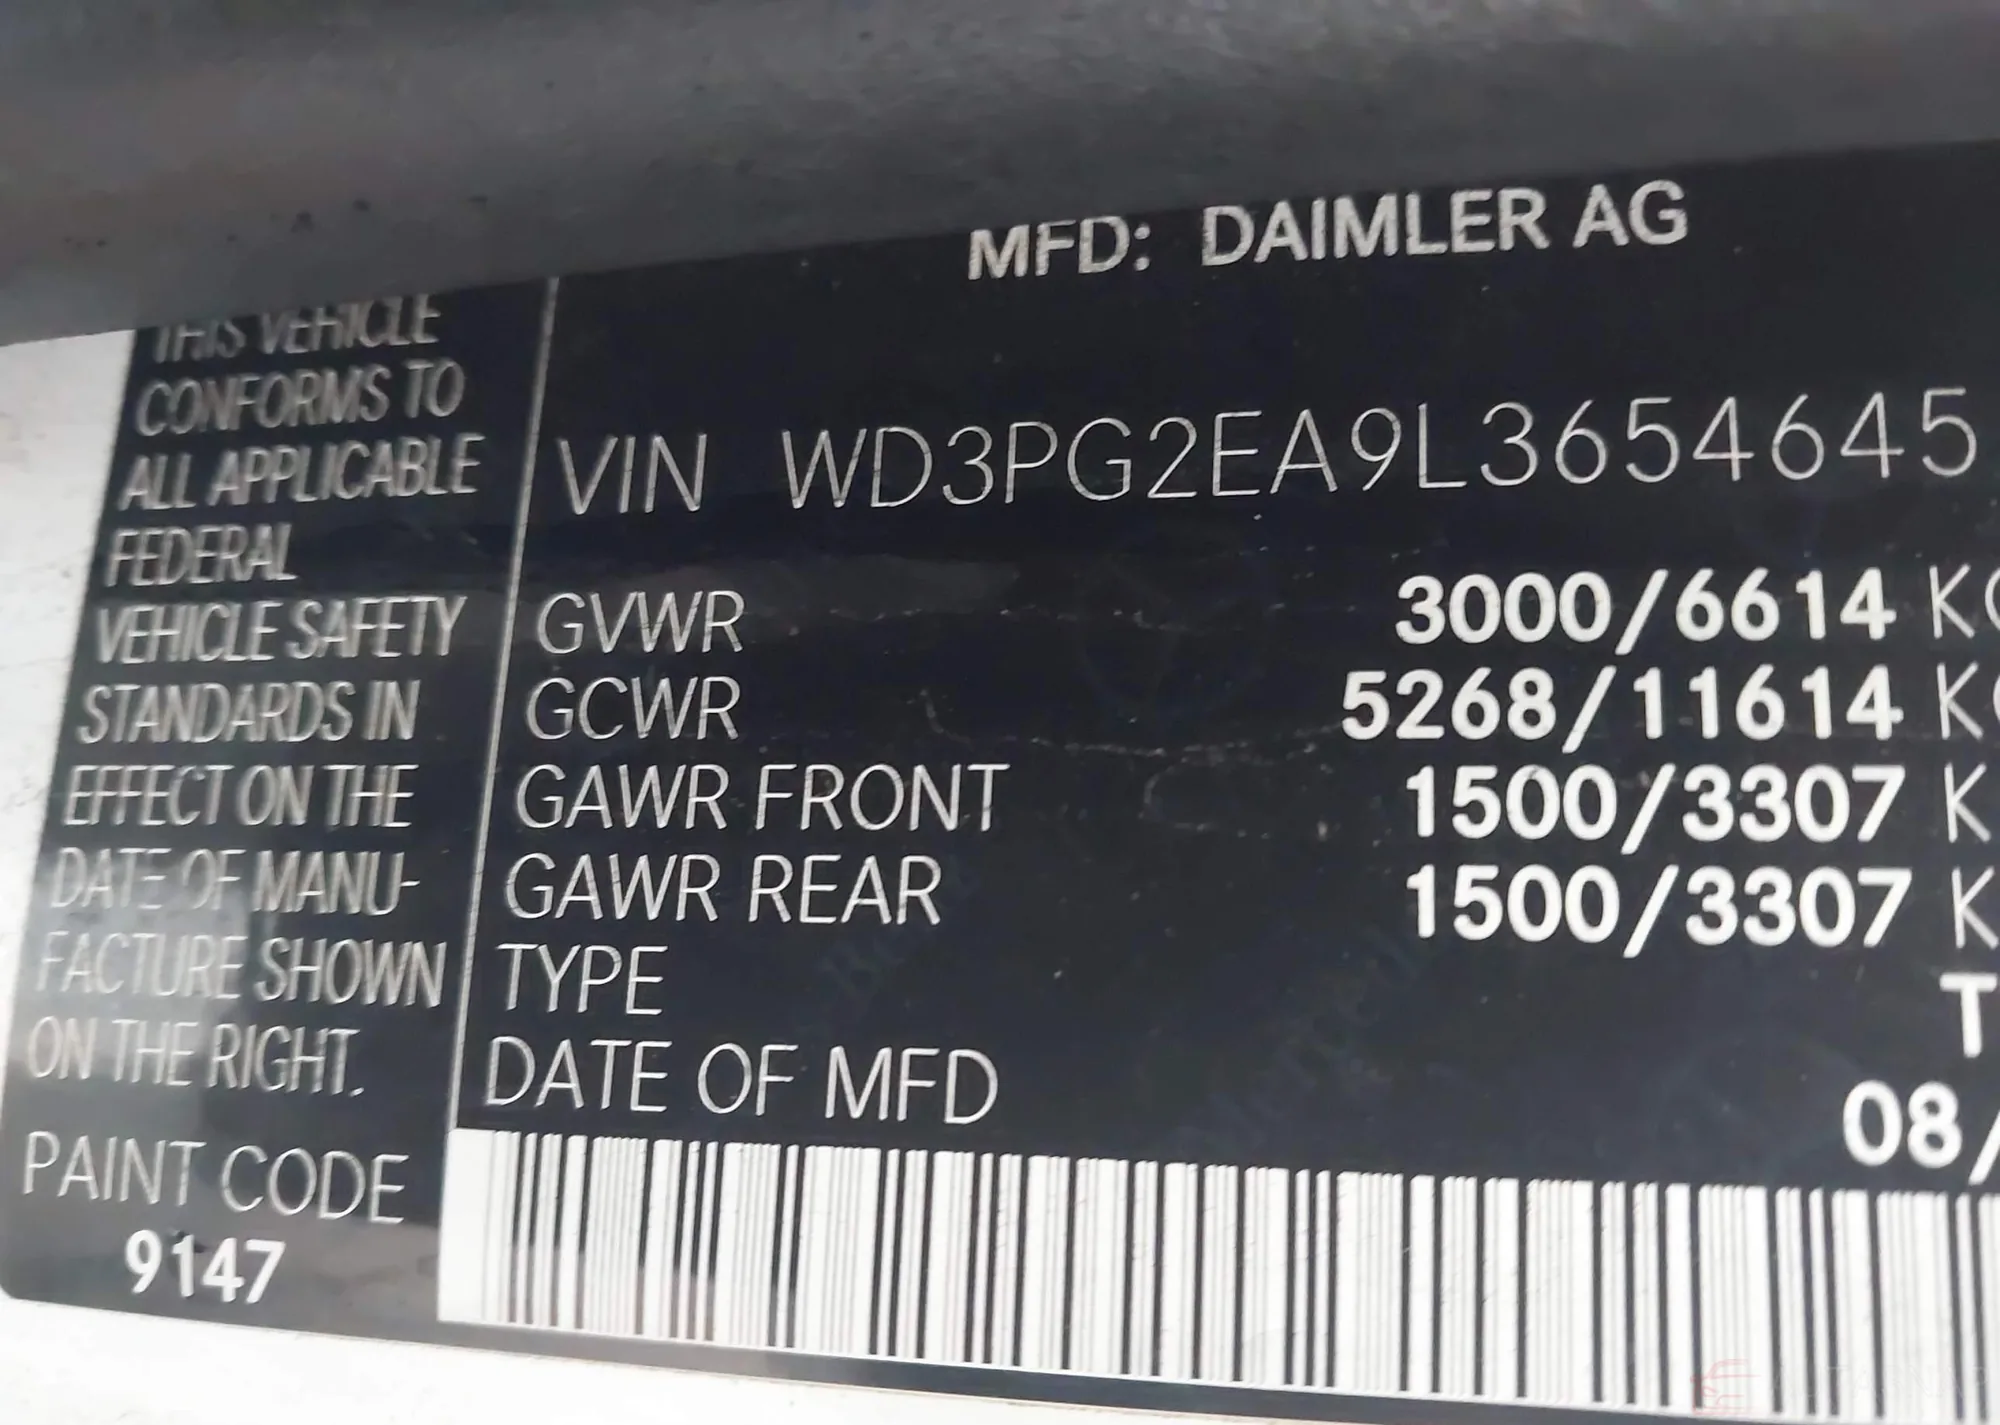 MFD: DAIMLER AG
THIS VEHICLE
CONFORMS TO
ALL APPLICABLE
FEDERAL
VEHICLE SAFETY
STANDARDS IN
EFFECT ON THE
DATE OF MANU-
FACTURE SHOWN
ON THE RIGHT.
PAINT CODE
9147
VIN WD3PG2EA9L3654645
GVWR 3000/6614 K
GCWR 5268/11614 K
GAWR FRONT 1500/3307 K
GAWR REAR 1500/3307 K
TYPE T
DATE OF MFD 08/